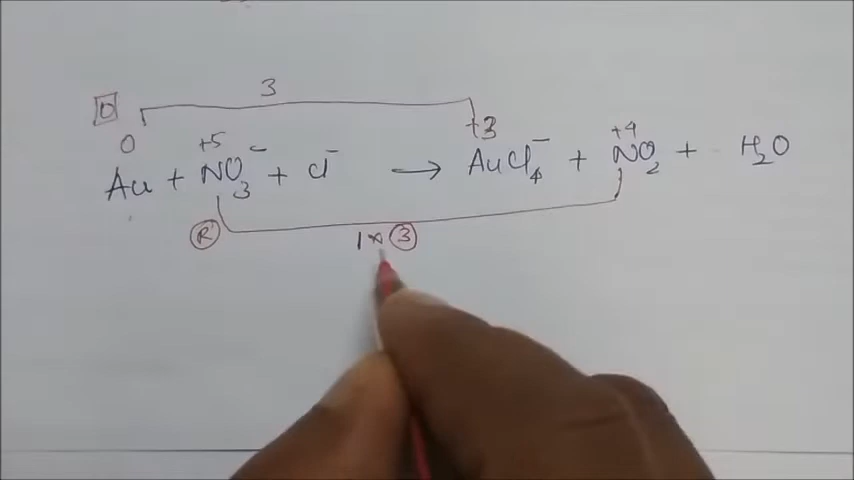 3
O
0 +5 +3 +4
Au + NO3⁻ + Cl⁻ → AuCl4⁻ + NO2 + H2O
R 1 × 3